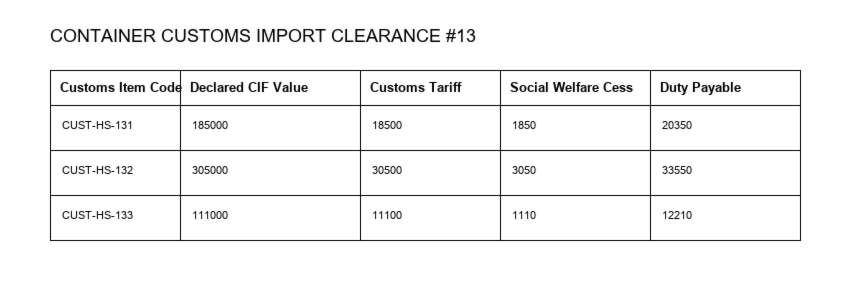 CONTAINER CUSTOMS IMPORT CLEARANCE #13
Customs Item Code Declared CIF Value Customs Tariff Social Welfare Cess Duty Payable
CUST-HS-131 185000 18500 1850 20350
CUST-HS-132 305000 30500 3050 33550
CUST-HS-133 111000 11100 1110 12210